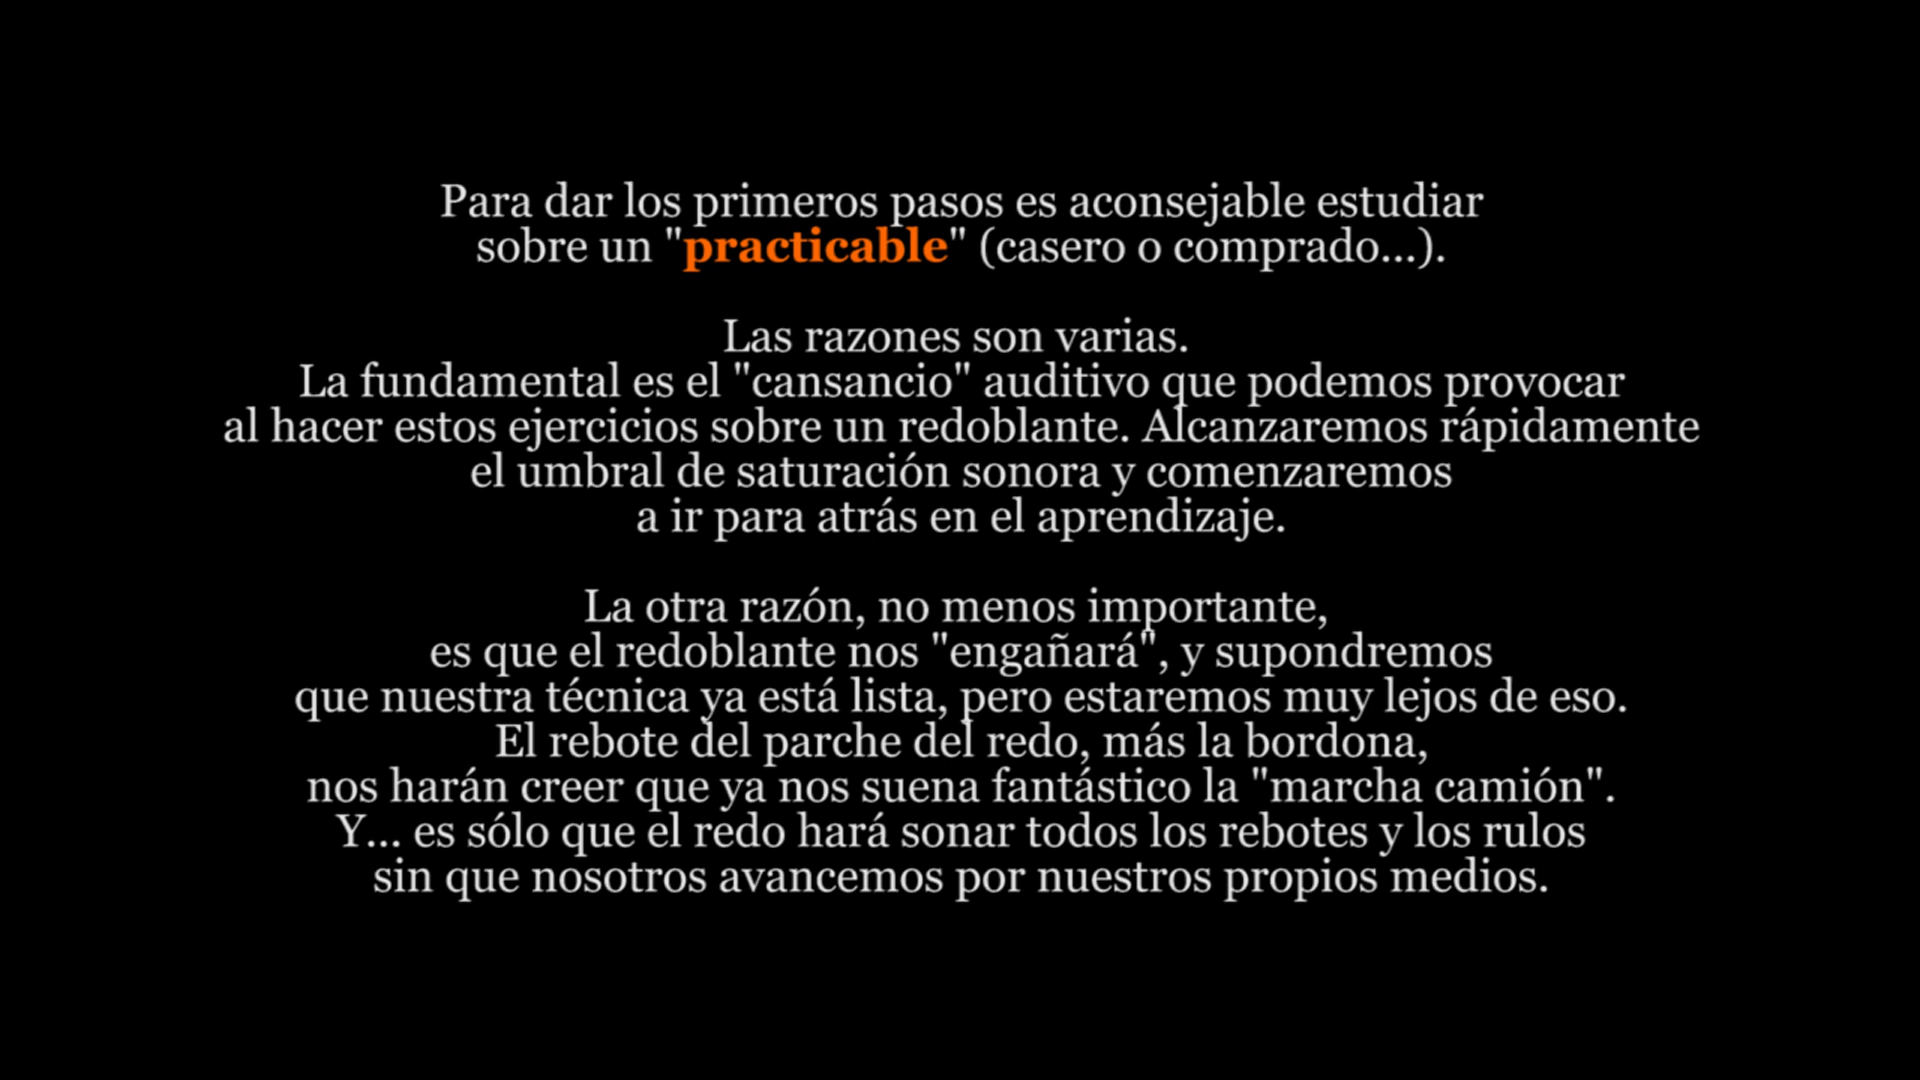 Para dar los primeros pasos es aconsejable estudiar
sobre un "practicable" (casero o comprado...).
Las razones son varias.
La fundamental es el "cansancio" auditivo que podemos provocar
al hacer estos ejercicios sobre un redoblante. Alcanzaremos rápidamente
el umbral de saturación sonora y comenzaremos
a ir para atrás en el aprendizaje.
La otra razón, no menos importante,
es que el redoblante nos "engañará", y supondremos
que nuestra técnica ya está lista, pero estaremos muy lejos de eso.
El rebote del parche del redo, más la bordona,
nos harán creer que ya nos suena fantástico la "marcha camión".
Y... es sólo que el redo hará sonar todos los rebotes y los rulos
sin que nosotros avancemos por nuestros propios medios.